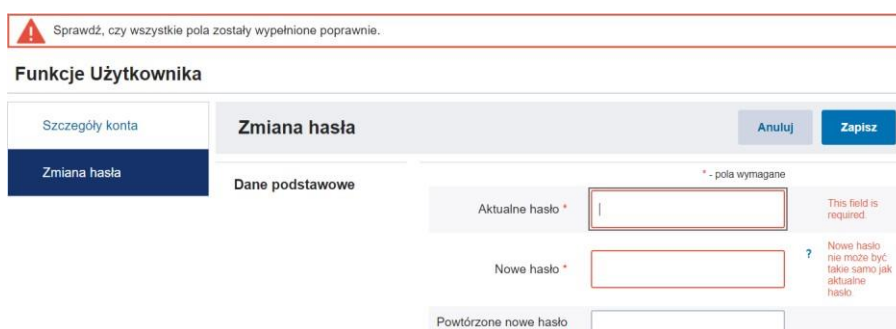 Sprawdź, czy wszystkie pola zostały wypełnione poprawnie.
Funkcje Użytkownika
Szczegóły konta
Zmiana hasła
Zmiana hasła
Anuluj
Zapisz
Dane podstawowe
* - pola wymagane
Aktualne hasło *
This field is
required.
Nowe hasło *
?
Nowe hasło
nie może być
takie samo jak
aktualne
hasło
Powtórzone nowe hasło